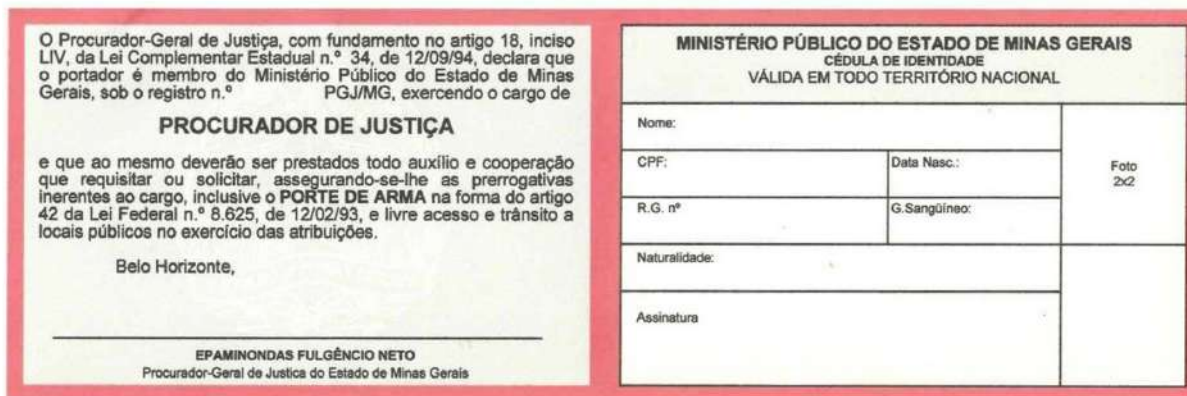 O Procurador-Geral de Justiça, com fundamento no artigo 18, inciso
LIV, da Lei Complementar Estadual n.º 34, de 12/09/94, declara que
o portador é membro do Ministério Público do Estado de Minas
Gerais, sob o registro n.º PGJ/MG, exercendo o cargo de
PROCURADOR DE JUSTIÇA
e que ao mesmo deverão ser prestados todo auxílio e cooperação
que requisitar ou solicitar, assegurando-se-lhe as prerrogativas
inerentes ao cargo, inclusive o PORTE DE ARMA na forma do artigo
42 da Lei Federal n.º 8.625, de 12/02/93, e livre acesso e trânsito a
locais públicos no exercício das atribuições.
Belo Horizonte,
EPAMINONDAS FULGÊNCIO NETO
Procurador-Geral de Justica do Estado de Minas Gerais
MINISTÉRIO PÚBLICO DO ESTADO DE MINAS GERAIS
CÉDULA DE IDENTIDADE
VÁLIDA EM TODO TERRITÓRIO NACIONAL
Nome:
CPF:
Data Nasc.:
Foto
2x2
R.G. nº
G.Sangüíneo:
Naturalidade:
Assinatura